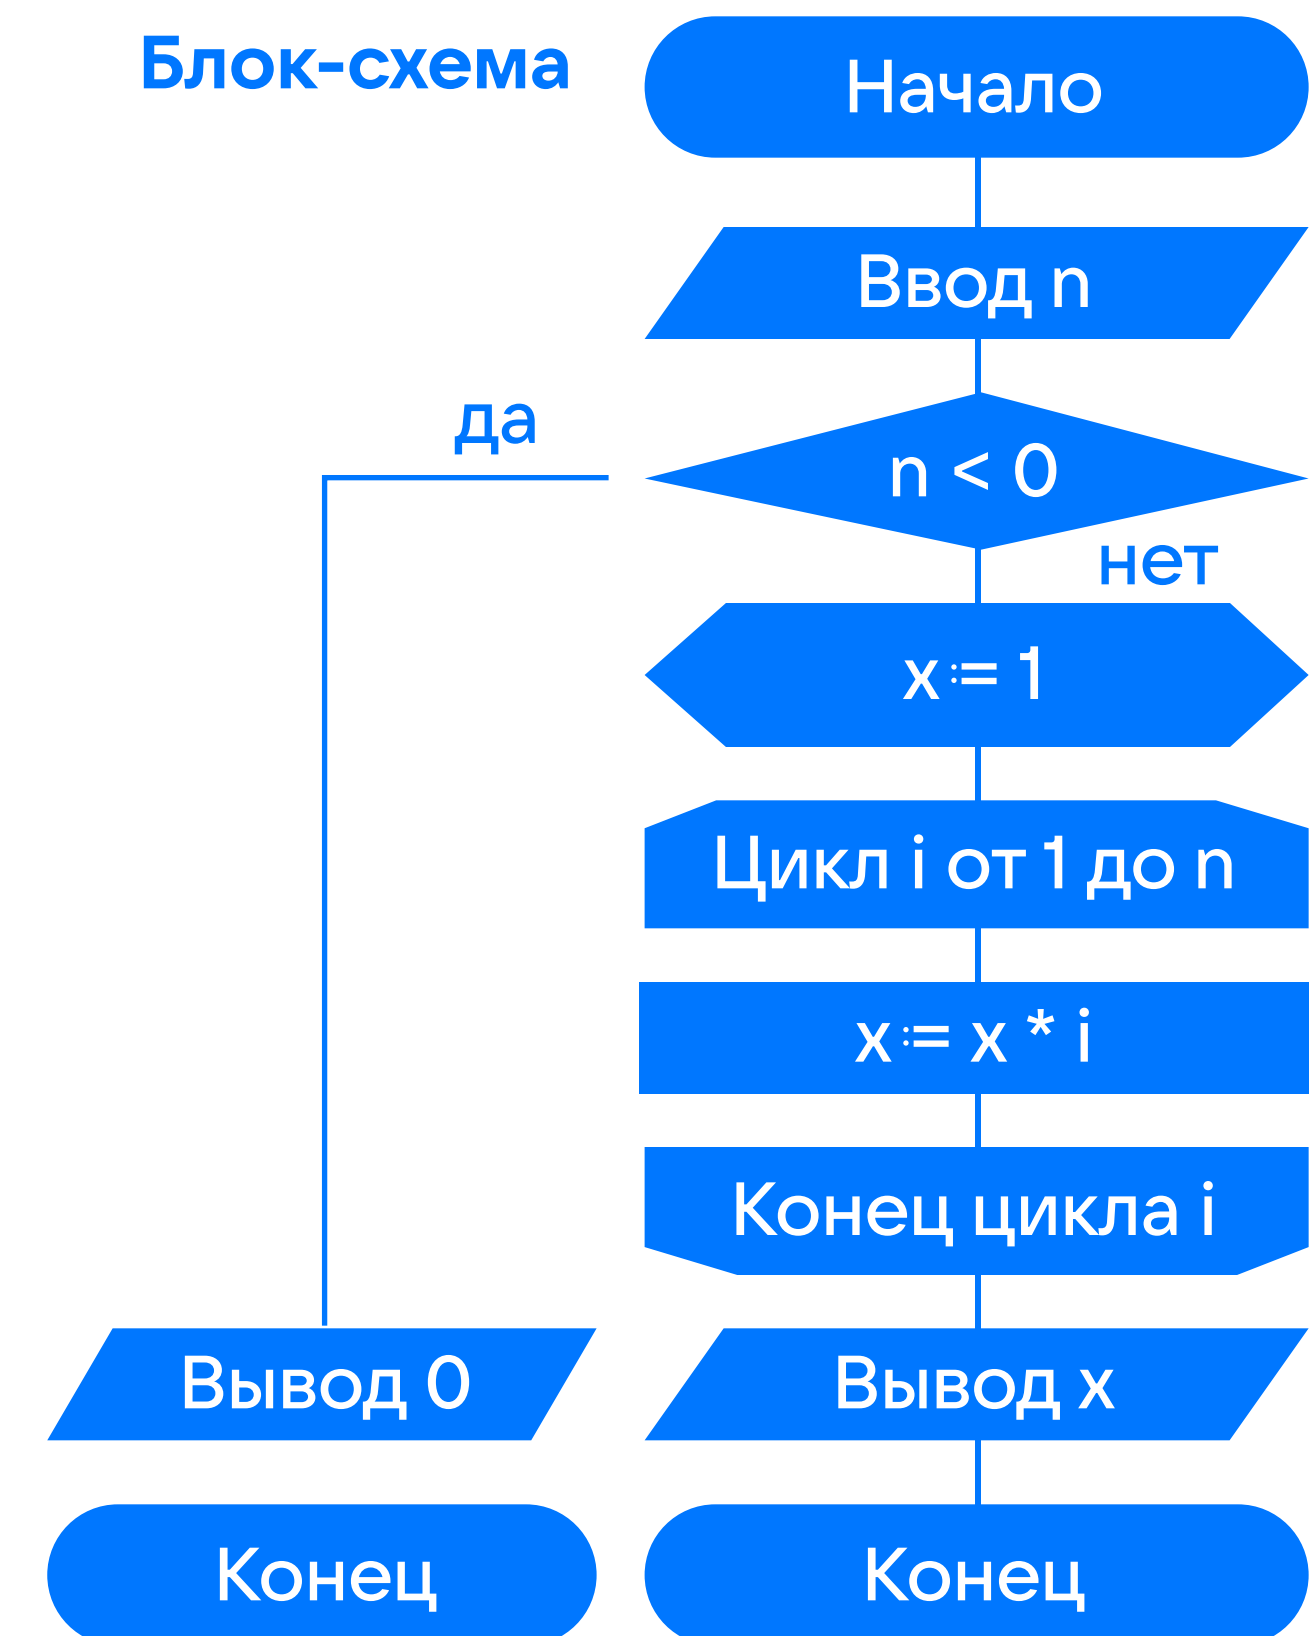 Блок-схема
Начало
Ввод n
да
n < 0
нет
x := 1
Цикл i от 1 до n
x := x * i
Конец цикла i
Вывод 0
Вывод x
Конец
Конец